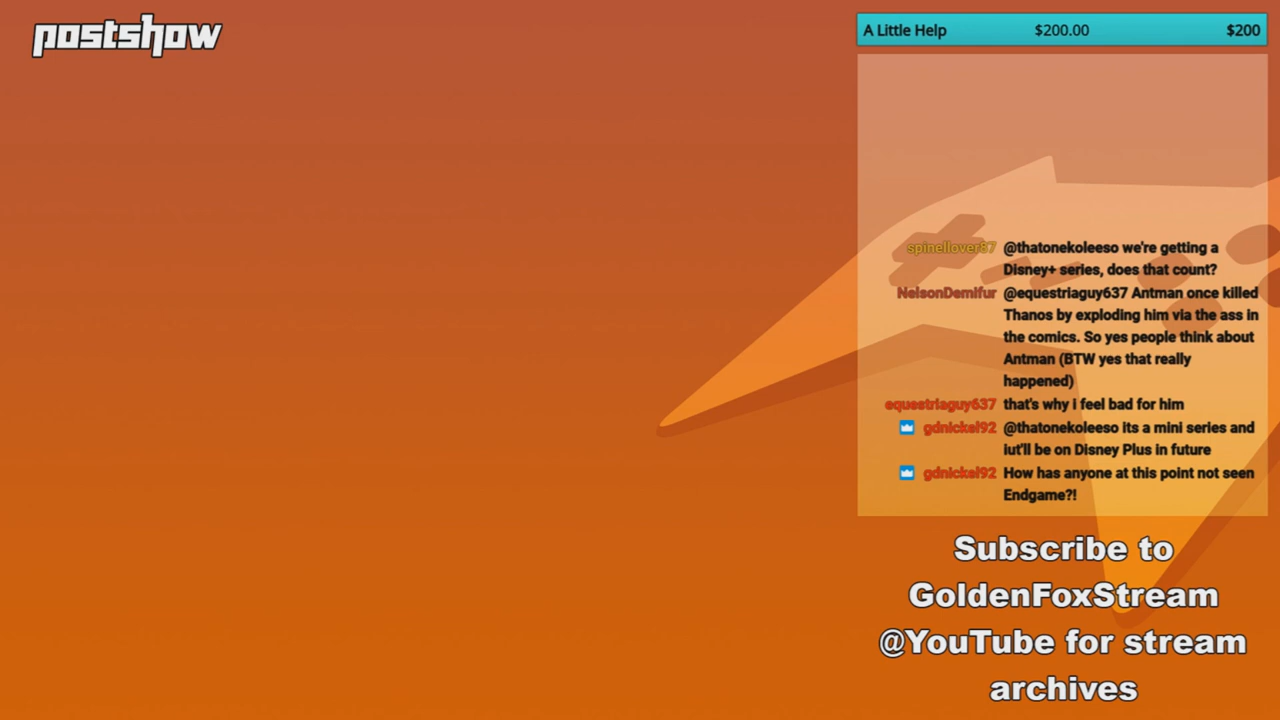 postshow
A Little Help $200.00 $200
spinellover87 @thatonekoleeso we're getting a
Disney+ series, does that count?
NelsonDemifur @equestriaguy637 Antman once killed
Thanos by exploding him via the ass in
the comics. So yes people think about
Antman (BTW yes that really
happened)
equestriaguy637 that's why i feel bad for him
gdnickel92 @thatonekoleeso its a mini series and
iut'll be on Disney Plus in future
gdnickel92 How has anyone at this point not seen
Endgame?!
Subscribe to
GoldenFoxStream
@YouTube for stream
archives